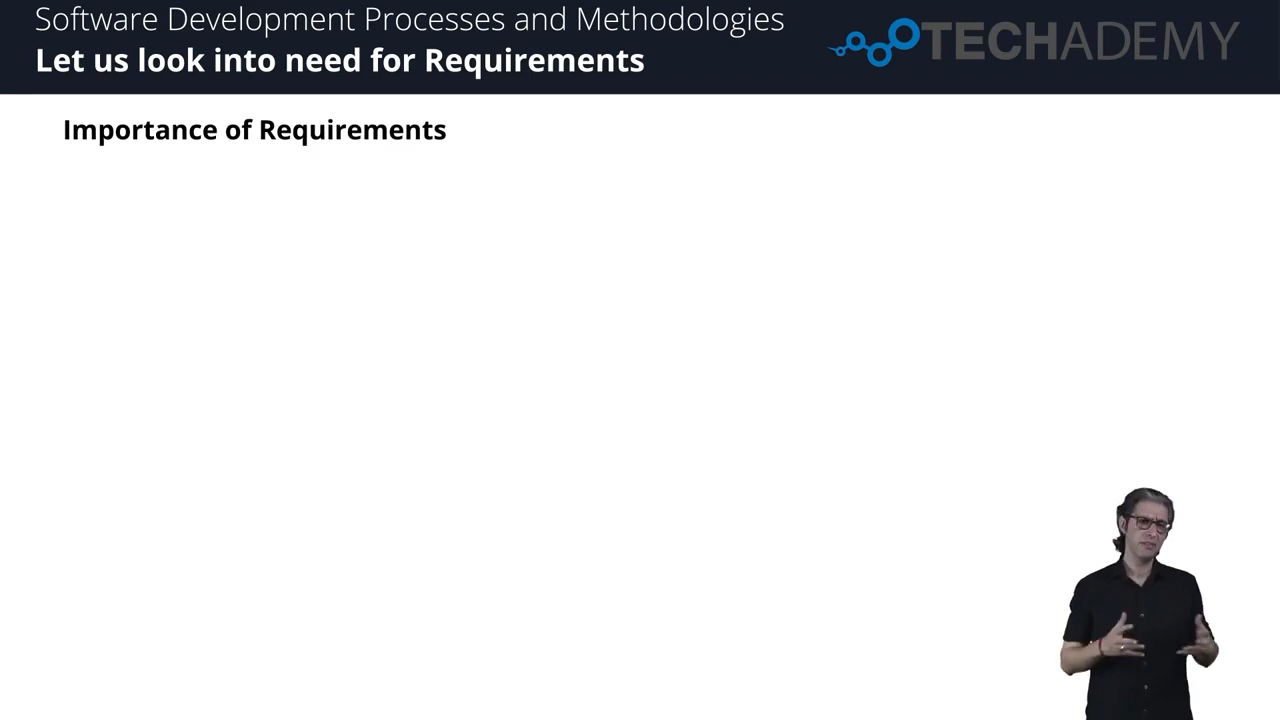 Software Development Processes and Methodologies
Let us look into need for Requirements
TECHADEMY
Importance of Requirements